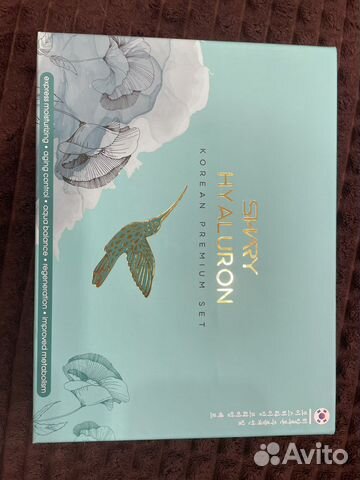 SHARY
HYALURON
KOREAN PREMIUM SET
express moisturizing • aging control • aqua balance • regeneration • improved metabolism
Avito